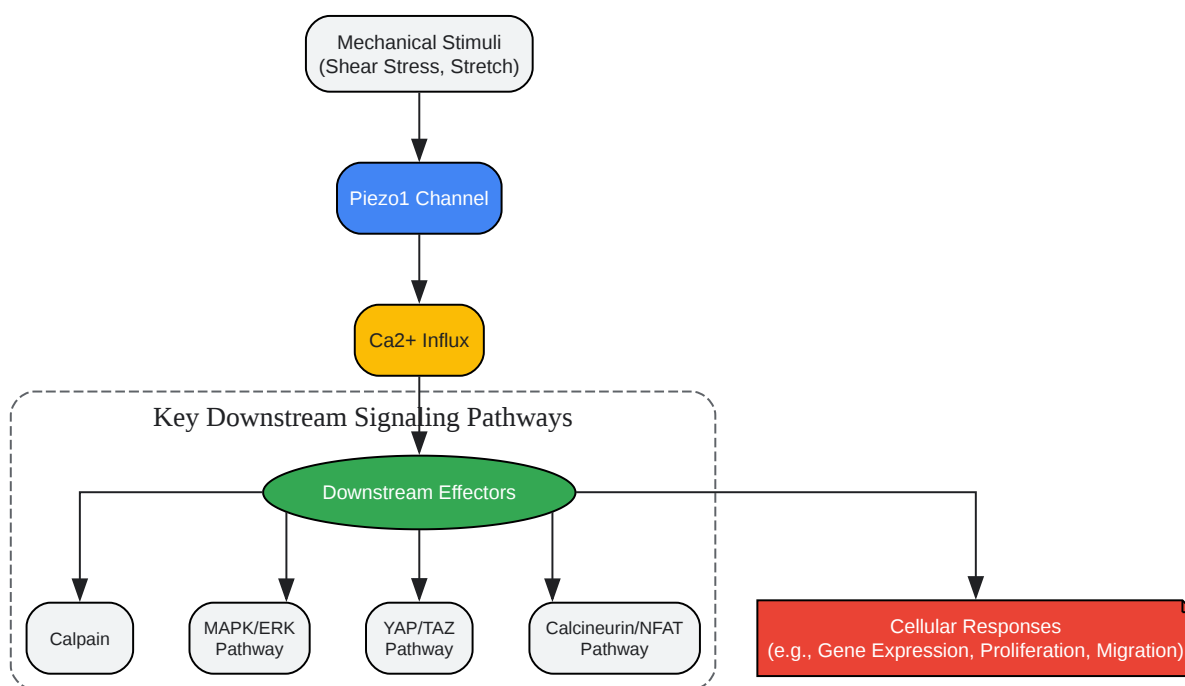 Mechanical Stimuli
(Shear Stress, Stretch)
Piezo1 Channel
Ca2+ Influx
Key Downstream Signaling Pathways
Downstream Effectors
Calpain
MAPK/ERK
Pathway
YAP/TAZ
Pathway
Calcineurin/NFAT
Pathway
Cellular Responses
(e.g., Gene Expression, Proliferation, Migration)